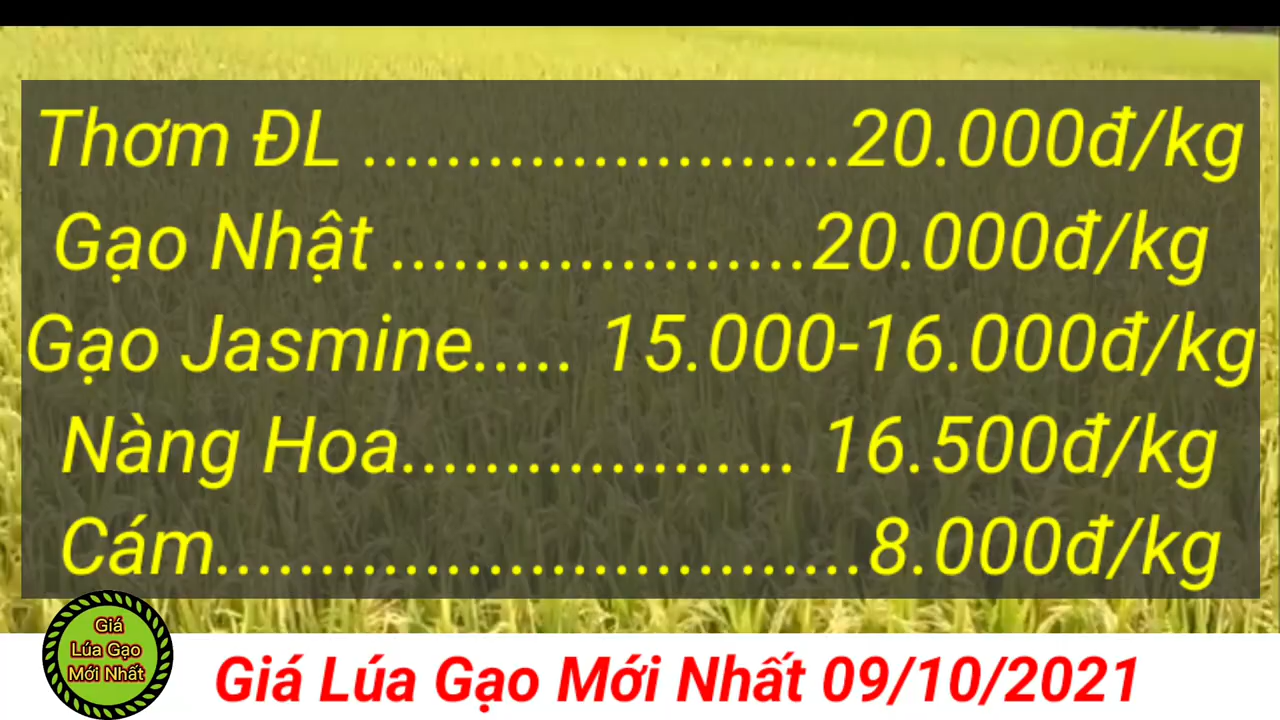 Thơm ĐL .......................20.000đ/kg
Gạo Nhật ....................20.000đ/kg
Gạo Jasmine..... 15.000-16.000đ/kg
Nàng Hoa................... 16.500đ/kg
Cám...............................8.000đ/kg
Giá
Lúa Gạo
Mới Nhất
Giá Lúa Gạo Mới Nhất 09/10/2021